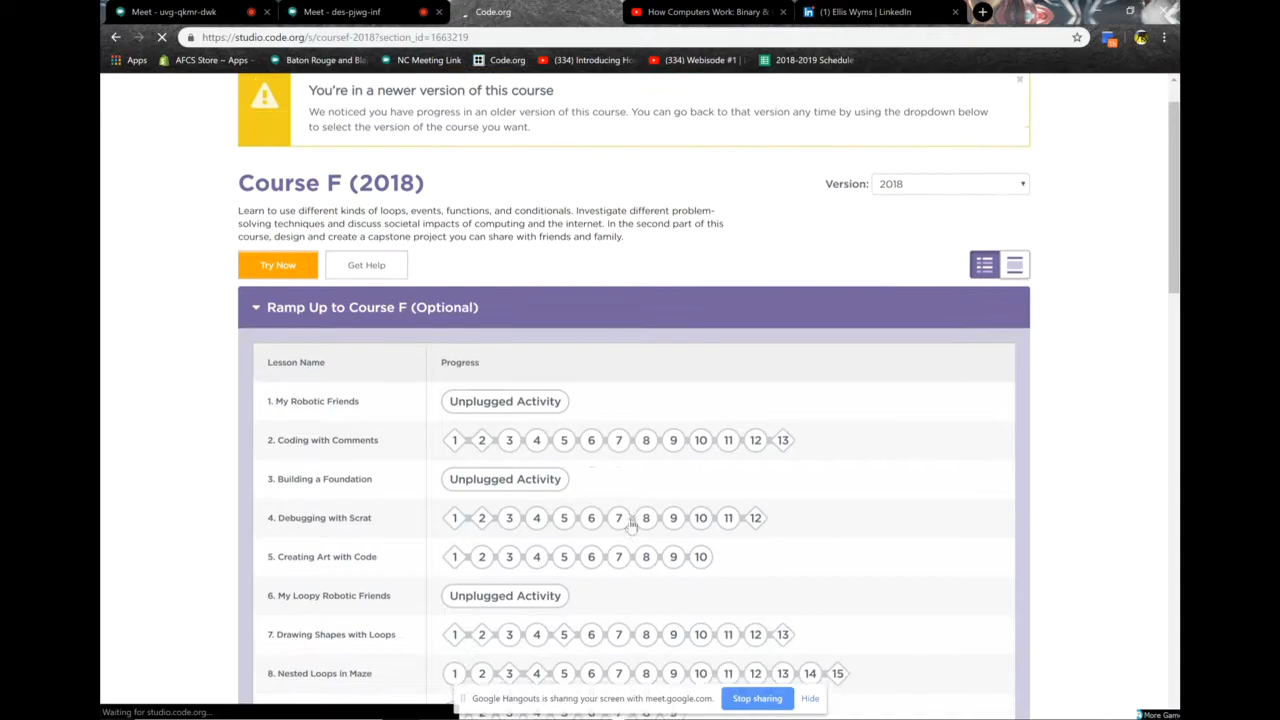 Meet - uvg-qkmr-dwk
Meet - des-pjwg-inf
Code.org
How Computers Work: Binary &
(1) Ellis Wyms | LinkedIn
https://studio.code.org/s/coursef-2018?section_id=1663219
Apps
AFCS Store ~ Apps
Baton Rouge and Bla
NC Meeting Link
Code.org
(334) Introducing Ho
(334) Webisode #1 |
2018-2019 Schedule
You're in a newer version of this course
We noticed you have progress in an older version of this course. You can go back to that version any time by using the dropdown below
to select the version of the course you want.
Course F (2018)
Version: 2018
Learn to use different kinds of loops, events, functions, and conditionals. Investigate different problem-
solving techniques and discuss societal impacts of computing and the internet. In the second part of this
course, design and create a capstone project you can share with friends and family.
Try Now
Get Help
Ramp Up to Course F (Optional)
Lesson Name Progress
1. My Robotic Friends Unplugged Activity
2. Coding with Comments 1 2 3 4 5 6 7 8 9 10 11 12 13
3. Building a Foundation Unplugged Activity
4. Debugging with Scrat 1 2 3 4 5 6 7 8 9 10 11 12
5. Creating Art with Code 1 2 3 4 5 6 7 8 9 10
6. My Loopy Robotic Friends Unplugged Activity
7. Drawing Shapes with Loops 1 2 3 4 5 6 7 8 9 10 11 12 13
8. Nested Loops in Maze 1 2 3 4 5 6 7 8 9 10 11 12 13 14 15
Google Hangouts is sharing your screen with meet.google.com.
Stop sharing
Hide
Waiting for studio.code.org...
More Gam